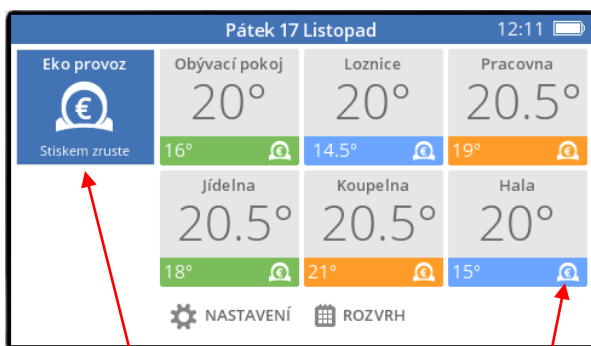 Pátek 17 Listopad 12:11
Eko provoz
€
Stiskem zruste
Obývací pokoj
20°
16° €
Loznice
20°
14.5° €
Pracovna
20.5°
19° €
Jídelna
20.5°
18° €
Koupelna
20.5°
21° €
Hala
20°
15° €
NASTAVENÍ ROZVRH